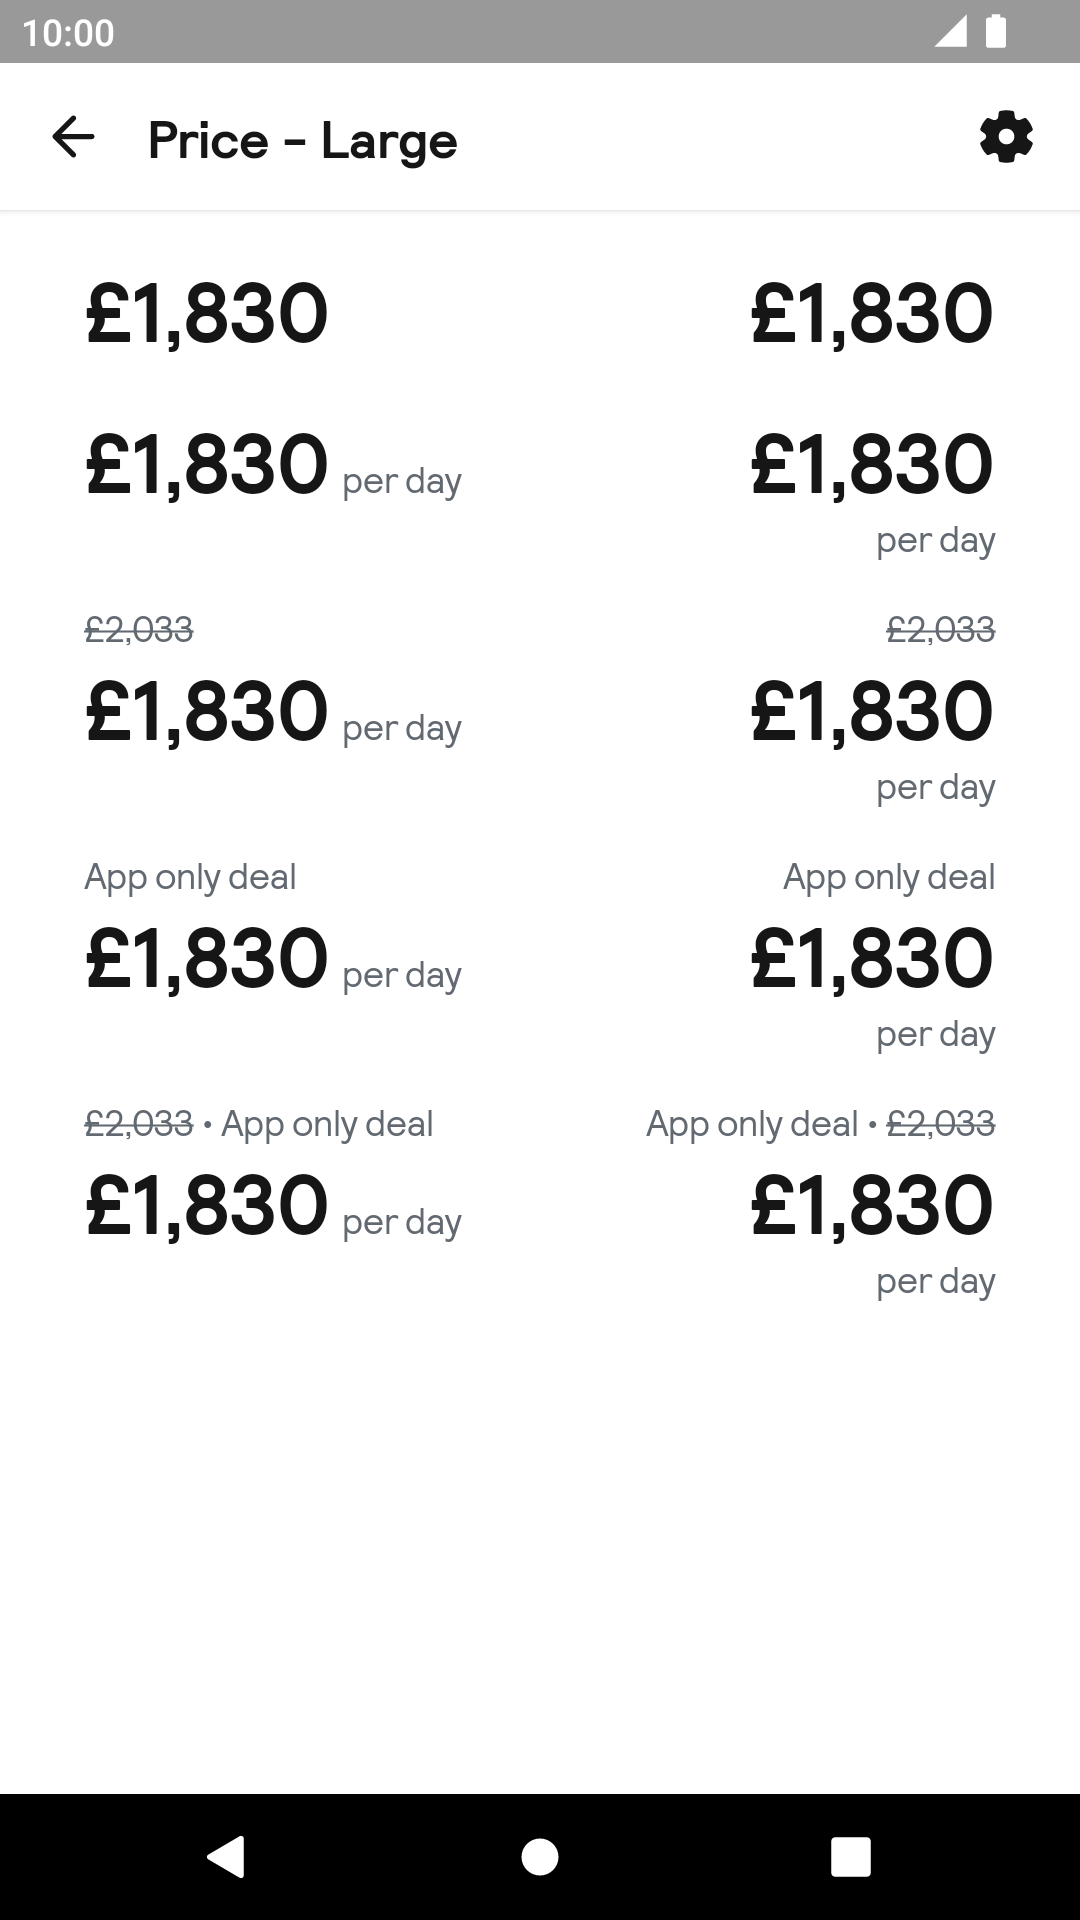 10:00
Price - Large
£1,830 £1,830
£1,830 per day £1,830
per day
£2,033 £2,033
£1,830 per day £1,830
per day
App only deal App only deal
£1,830 per day £1,830
per day
£2,033 • App only deal App only deal • £2,033
£1,830 per day £1,830
per day